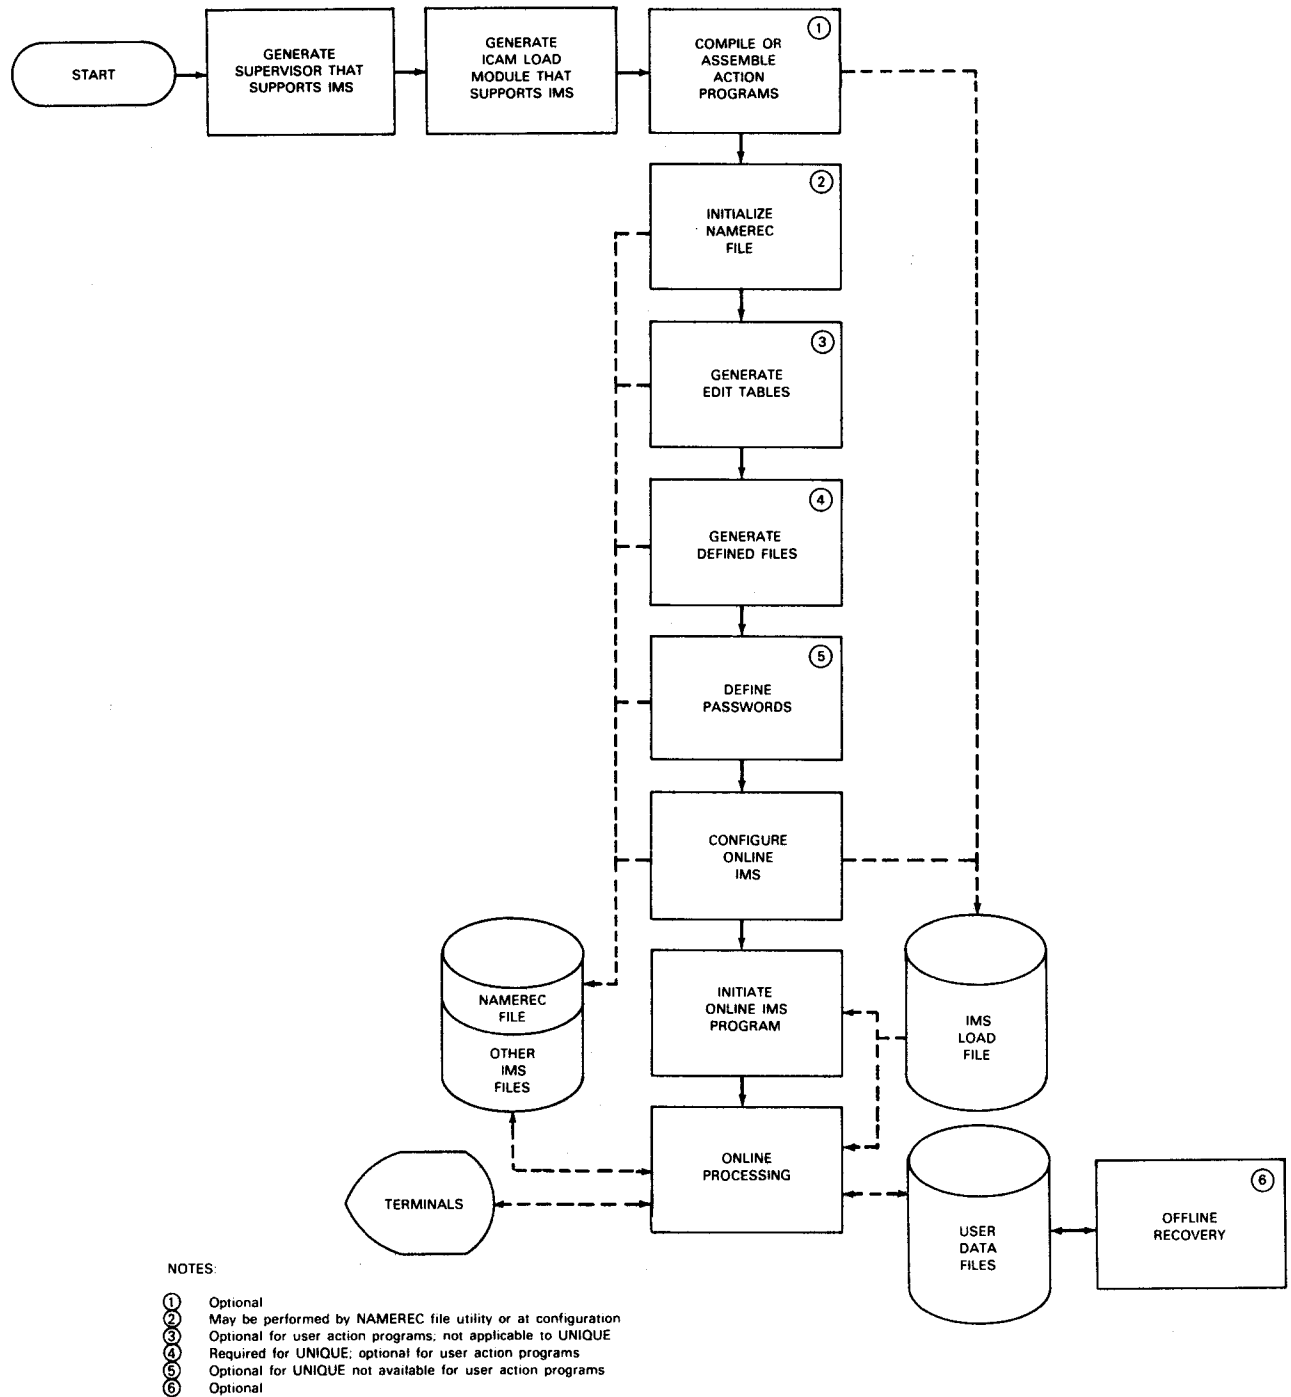 START
GENERATE
SUPERVISOR THAT
SUPPORTS IMS
GENERATE
ICAM LOAD
MODULE THAT
SUPPORTS IMS
1
COMPILE OR
ASSEMBLE
ACTION
PROGRAMS
2
INITIALIZE
NAMEREC
FILE
3
GENERATE
EDIT TABLES
4
GENERATE
DEFINED FILES
5
DEFINE
PASSWORDS
CONFIGURE
ONLINE
IMS
NAMEREC
FILE
OTHER
IMS
FILES
INITIATE
ONLINE IMS
PROGRAM
IMS
LOAD
FILE
TERMINALS
ONLINE
PROCESSING
USER
DATA
FILES
6
OFFLINE
RECOVERY
NOTES:
1 Optional
2 May be performed by NAMEREC file utility or at configuration
3 Optional for user action programs; not applicable to UNIQUE
4 Required for UNIQUE; optional for user action programs
5 Optional for UNIQUE not available for user action programs
6 Optional